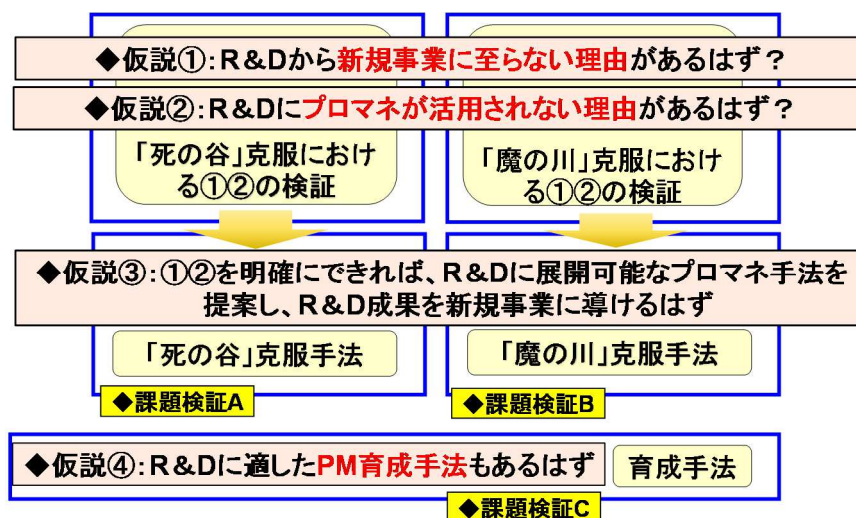 ◆仮説①:R&Dから新規事業に至らない理由があるはず?
◆仮説②:R&Dにプロマネが活用されない理由があるはず?
「死の谷」克服におけ
る①②の検証
「魔の川」克服におけ
る①②の検証
◆仮説③:①②を明確にできれば、R&Dに展開可能なプロマネ手法を
提案し、R&D成果を新規事業に導けるはず
「死の谷」克服手法
「魔の川」克服手法
◆課題検証A
◆課題検証B
◆仮説④:R&Dに適したPM育成手法もあるはず
育成手法
◆課題検証C